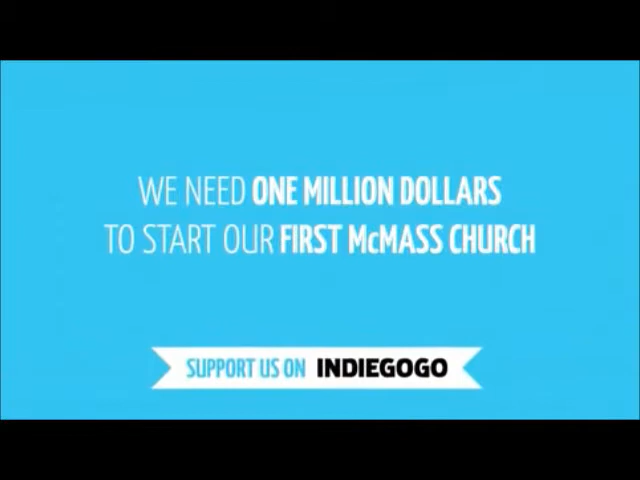 WE NEED ONE MILLION DOLLARS
TO START OUR FIRST McMASS CHURCH
SUPPORT US ON INDIEGOGO